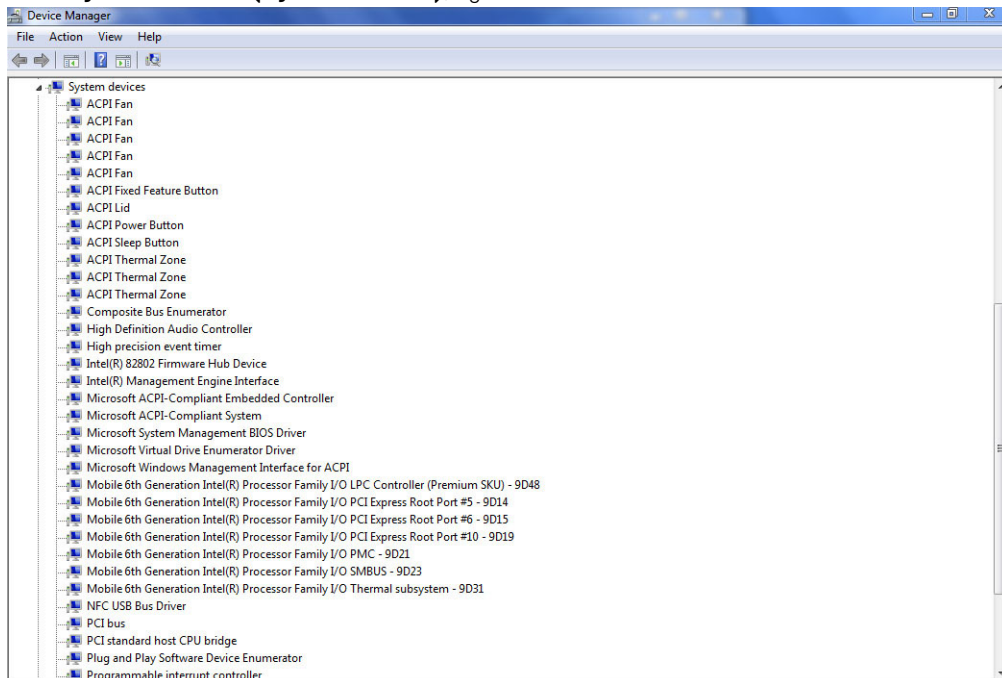 Device Manager
File Action View Help
System devices
ACPI Fan
ACPI Fan
ACPI Fan
ACPI Fan
ACPI Fan
ACPI Fixed Feature Button
ACPI Lid
ACPI Power Button
ACPI Sleep Button
ACPI Thermal Zone
ACPI Thermal Zone
ACPI Thermal Zone
Composite Bus Enumerator
High Definition Audio Controller
High precision event timer
Intel(R) 82802 Firmware Hub Device
Intel(R) Management Engine Interface
Microsoft ACPI-Compliant Embedded Controller
Microsoft ACPI-Compliant System
Microsoft System Management BIOS Driver
Microsoft Virtual Drive Enumerator Driver
Microsoft Windows Management Interface for ACPI
Mobile 6th Generation Intel(R) Processor Family I/O LPC Controller (Premium SKU) - 9D48
Mobile 6th Generation Intel(R) Processor Family I/O PCI Express Root Port #5 - 9D14
Mobile 6th Generation Intel(R) Processor Family I/O PCI Express Root Port #6 - 9D15
Mobile 6th Generation Intel(R) Processor Family I/O PCI Express Root Port #10 - 9D19
Mobile 6th Generation Intel(R) Processor Family I/O PMC - 9D21
Mobile 6th Generation Intel(R) Processor Family I/O SMBUS - 9D23
Mobile 6th Generation Intel(R) Processor Family I/O Thermal subsystem - 9D31
NFC USB Bus Driver
PCI bus
PCI standard host CPU bridge
Plug and Play Software Device Enumerator
Programmable interrupt controller